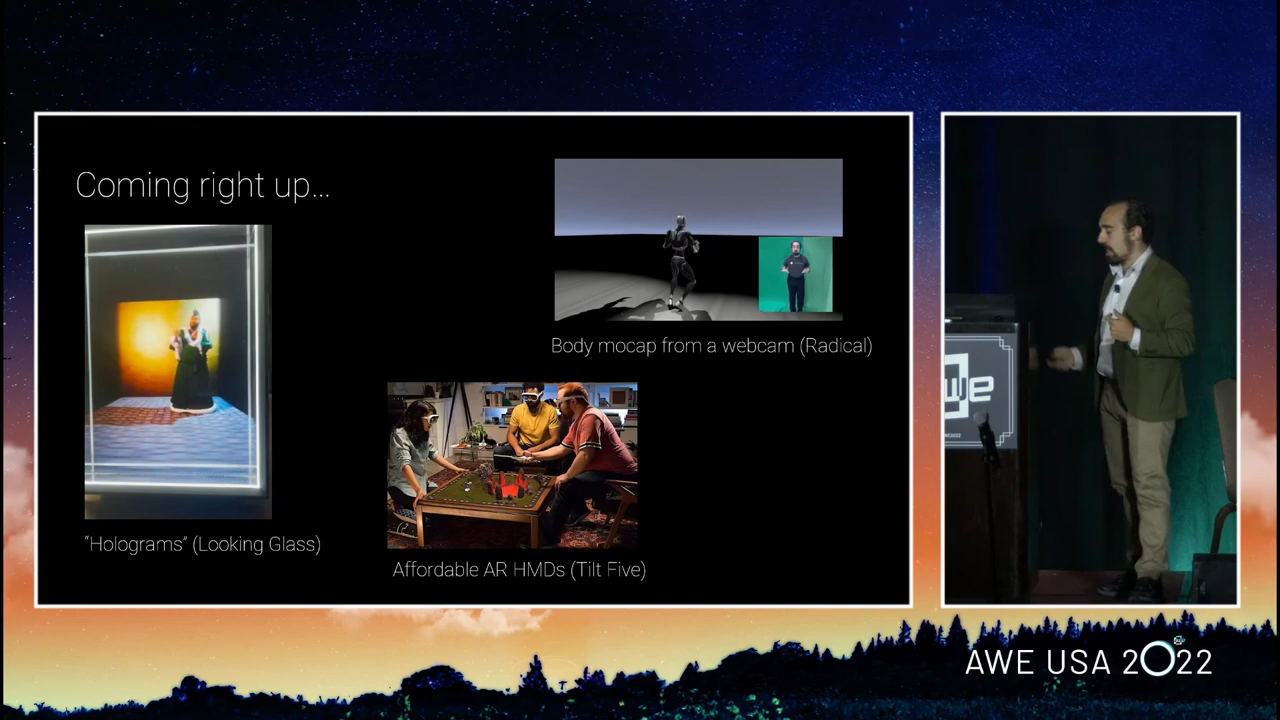 Coming right up...
Body mocap from a webcam (Radical)
"Holograms" (Looking Glass)
Affordable AR HMDs (Tilt Five)
awe
AWE USA 2022